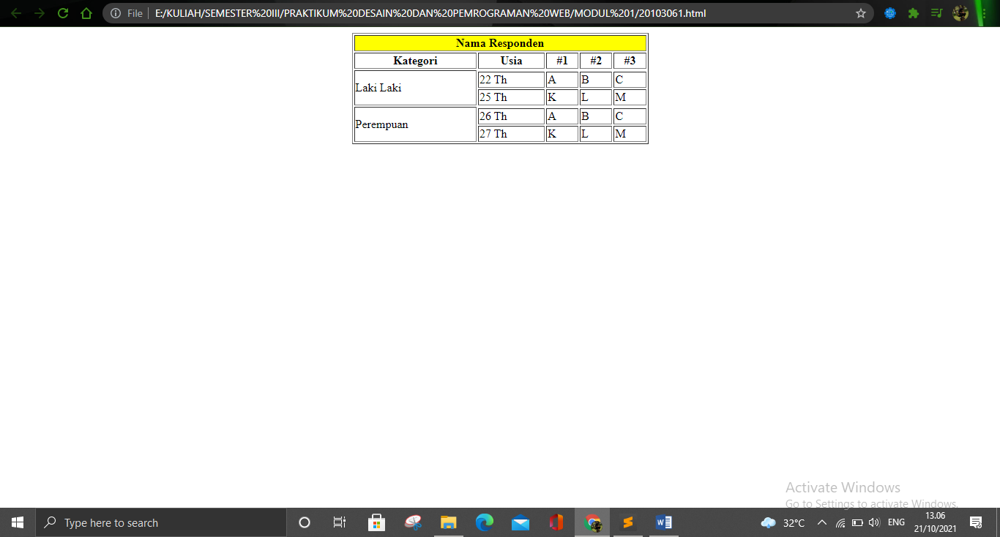 File
E:/KULIAH/SEMESTER%20III/PRAKTIKUM%20DESAIN%20DAN%20PEMROGRAMAN%20WEB/MODUL%201/20103061.html
Nama Responden
Kategori Usia #1 #2 #3
Laki Laki
22 Th A B C
25 Th K L M
Perempuan
26 Th A B C
27 Th K L M
Activate Windows
Go to Settings to activate Windows.
Type here to search
32°C
ENG
13.06
21/10/2021